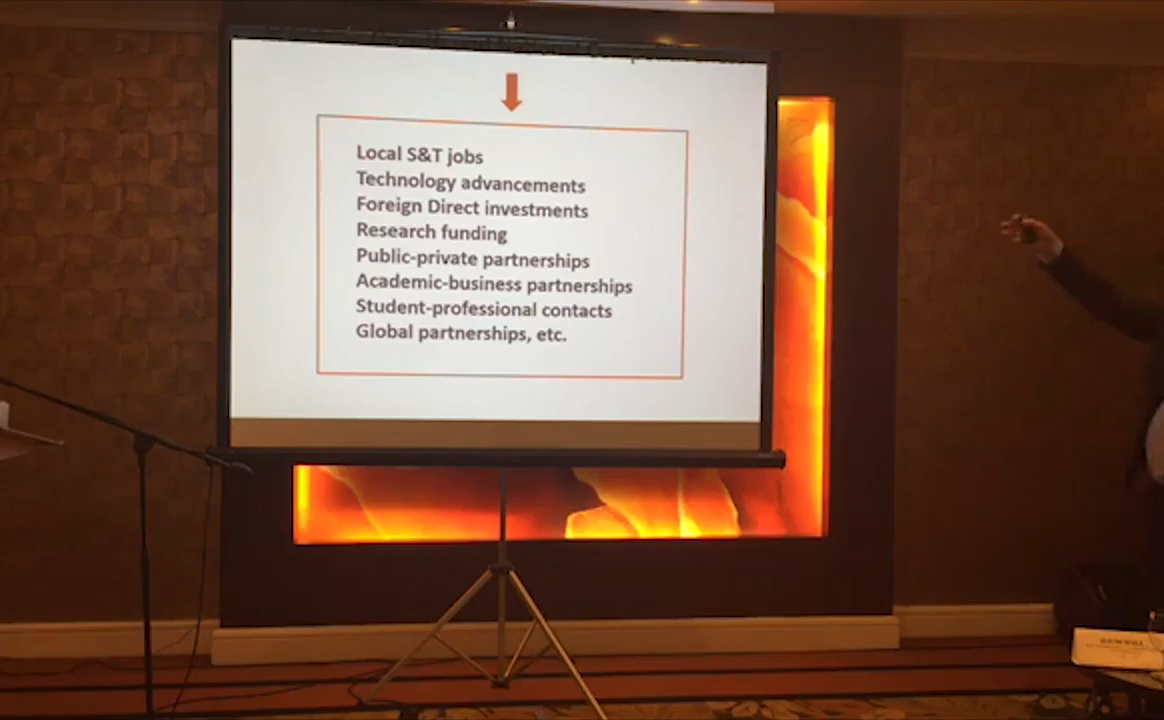 Local S&T jobs
Technology advancements
Foreign Direct investments
Research funding
Public-private partnerships
Academic-business partnerships
Student-professional contacts
Global partnerships, etc.